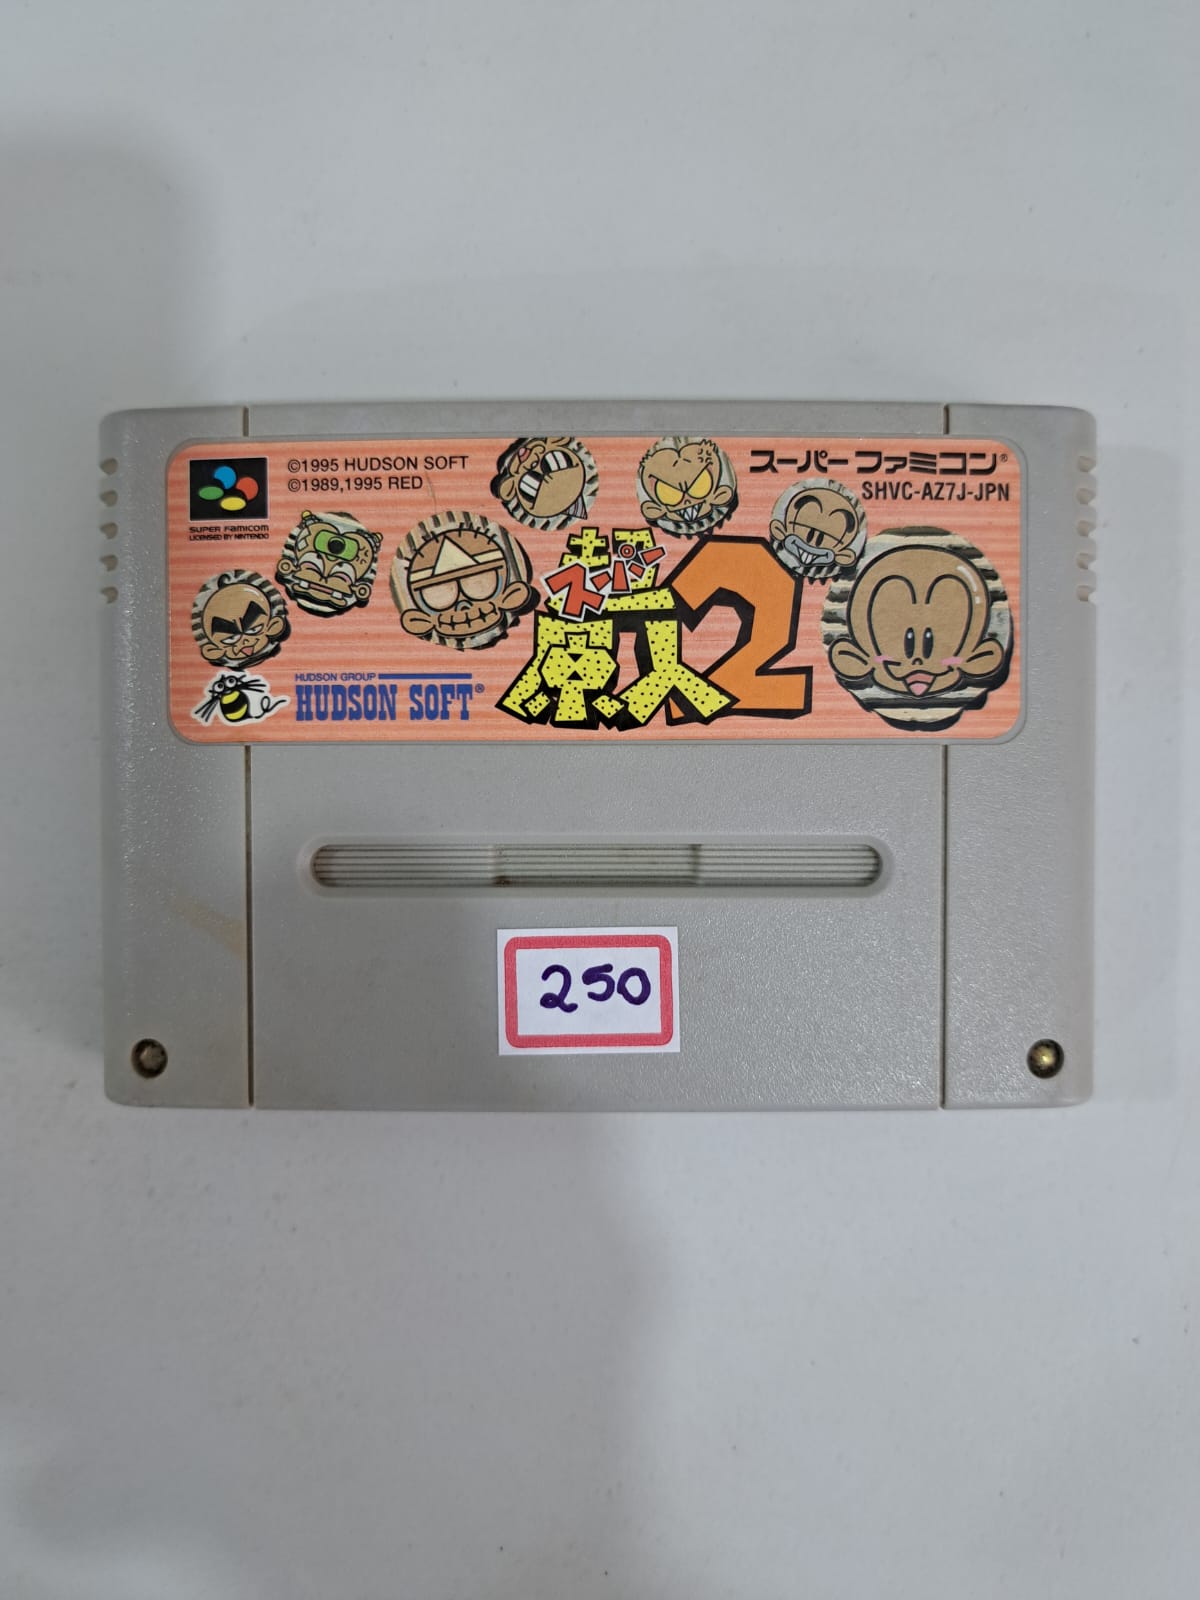 ©1995 HUDSON SOFT
©1989,1995 RED
スーパーファミコン®
SHVC-AZ7J-JPN
SUPER FAMICOM
LICENSED BY NINTENDO
超
スーパー
原人2
HUDSON GROUP
HUDSON SOFT®
250